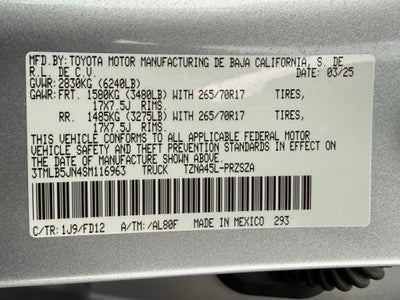 MFD.BY:TOYOTA MOTOR MANUFACTURING DE BAJA CALIFORNIA, S. DE
R.L. DE C.V. DATE: 03/25
GVWR:2830KG (6240LB)
GAWR:FRT. 1580KG (3480LB) WITH 265/70R17 TIRES,
17X7.5J RIMS.
RR. 1485KG (3275LB) WITH 265/70R17 TIRES,
17X7.5J RIMS.
THIS VEHICLE CONFORMS TO ALL APPLICABLE FEDERAL MOTOR
VEHICLE SAFETY AND THEFT PREVENTION STANDARDS IN EFFECT
ON THE DATE OF MANUFACTURE SHOWN ABOVE.
3TMLB5JN4SM116963 TRUCK TZNA45L-PRZSZA
C/TR:1J9/FD12 A/TM:/AL80F MADE IN MEXICO 293